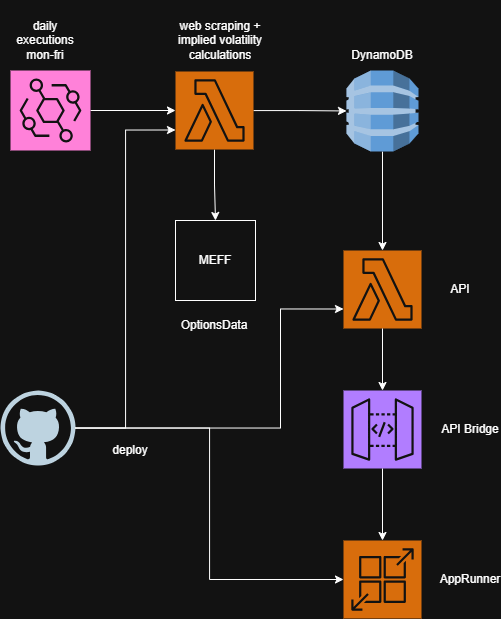 daily
executions
mon-fri
web scraping +
implied volatility
calculations
DynamoDB
MEFF
OptionsData
API
deploy
API Bridge
AppRunner